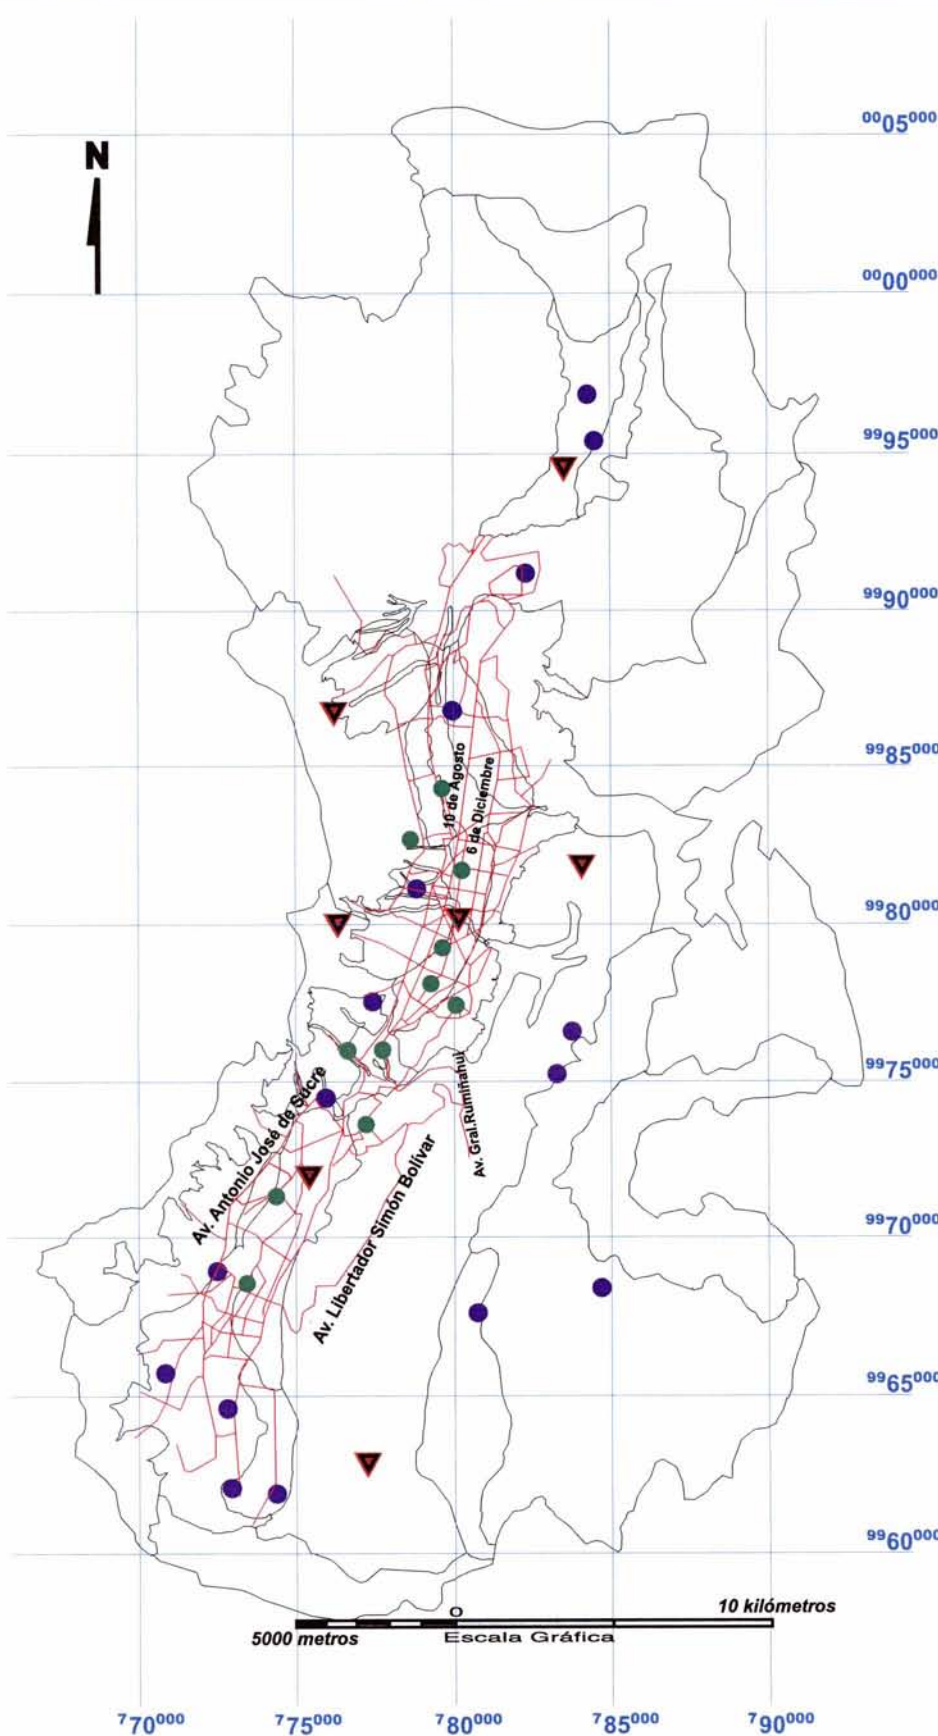 0005000
N
0000000
9995000
9990000
9985000
10 de Agosto
6 de Diciembre
9980000
9975000
Av. Antonio José de Sucre
Av. Gral.Rumiñahui
Av. Libertador Simón Bolívar
9970000
9965000
9960000
0
10 kilómetros
5000 metros
Escala Gráfica
770000
775000
780000
785000
790000